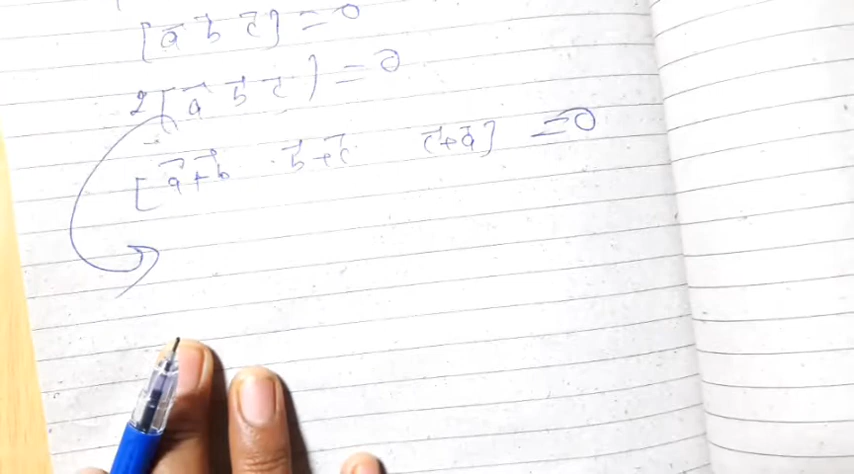 [a⃗ b⃗ c⃗] = 0
2[a⃗ b⃗ c⃗] = 0
[a⃗+b⃗ b⃗+c⃗ c⃗+a⃗] = 0